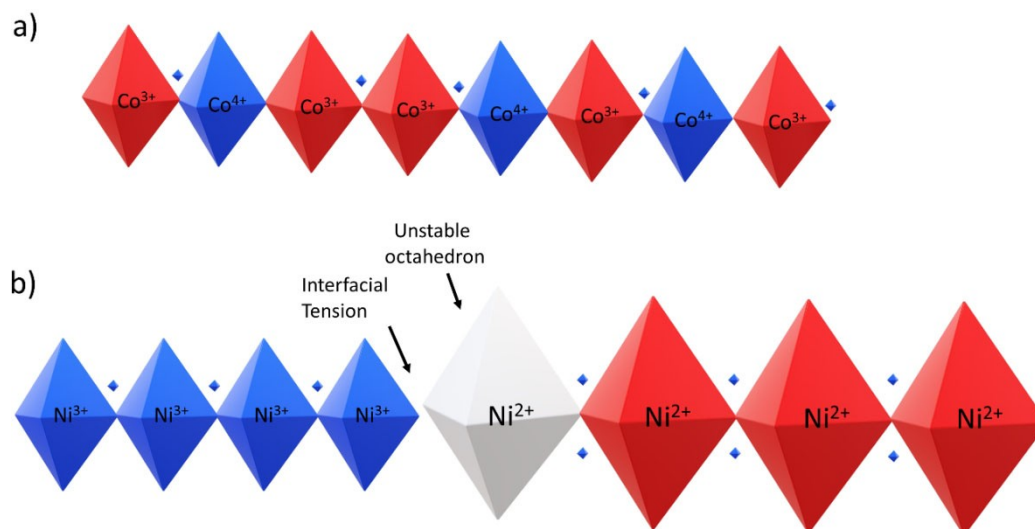 a)
Co³⁺ Co⁴⁺ Co³⁺ Co³⁺ Co⁴⁺ Co³⁺ Co⁴⁺ Co³⁺
Unstable
octahedron
b)
Interfacial
Tension
Ni³⁺ Ni³⁺ Ni³⁺ Ni³⁺ Ni²⁺ Ni²⁺ Ni²⁺ Ni²⁺